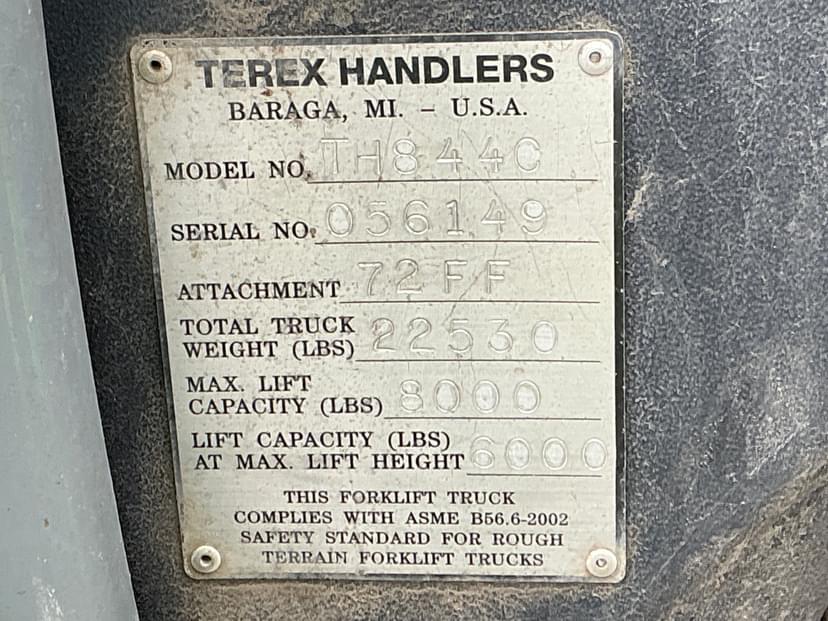 TEREX HANDLERS
BARAGA, MI. - U.S.A.
MODEL NO. TH844C
SERIAL NO. 056149
ATTACHMENT 72FF
TOTAL TRUCK
WEIGHT (LBS) 22530
MAX. LIFT
CAPACITY (LBS) 8000
LIFT CAPACITY (LBS)
AT MAX. LIFT HEIGHT 6000
THIS FORKLIFT TRUCK
COMPLIES WITH ASME B56.6-2002
SAFETY STANDARD FOR ROUGH
TERRAIN FORKLIFT TRUCKS